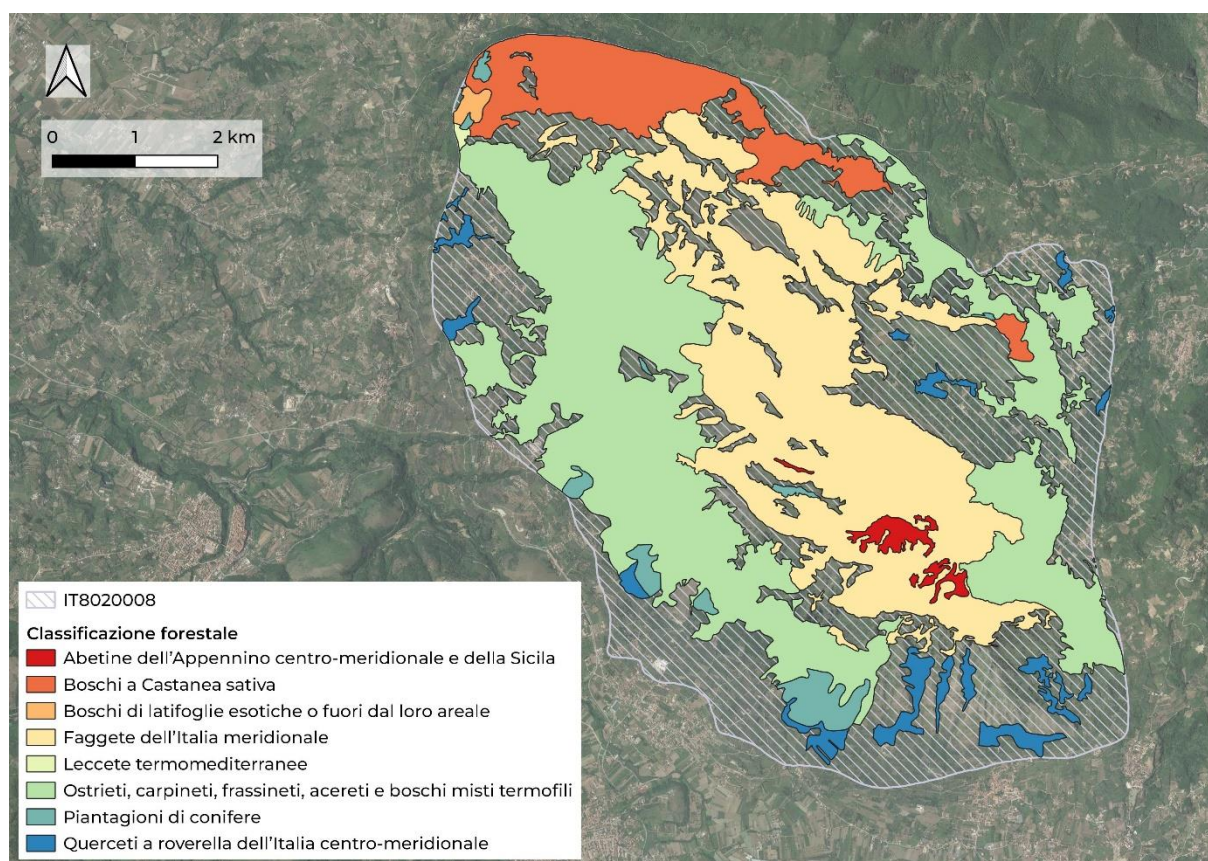 0 1 2 km
IT8020008
Classificazione forestale
Abetine dell'Appennino centro-meridionale e della Sicila
Boschi a Castanea sativa
Boschi di latifoglie esotiche o fuori dal loro areale
Faggete dell'Italia meridionale
Leccete termomediterranee
Ostrieti, carpineti, frassineti, acereti e boschi misti termofili
Piantagioni di conifere
Querceti a roverella dell'Italia centro-meridionale